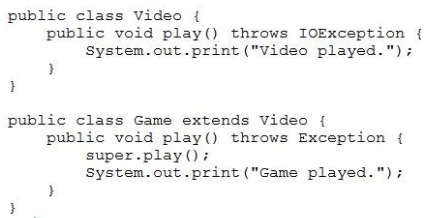 public class Video {
    public void play() throws IOException {
        System.out.print("Video played.");
    }
}

public class Game extends Video {
    public void play() throws Exception {
        super.play();
        System.out.print("Game played.");
    }
}